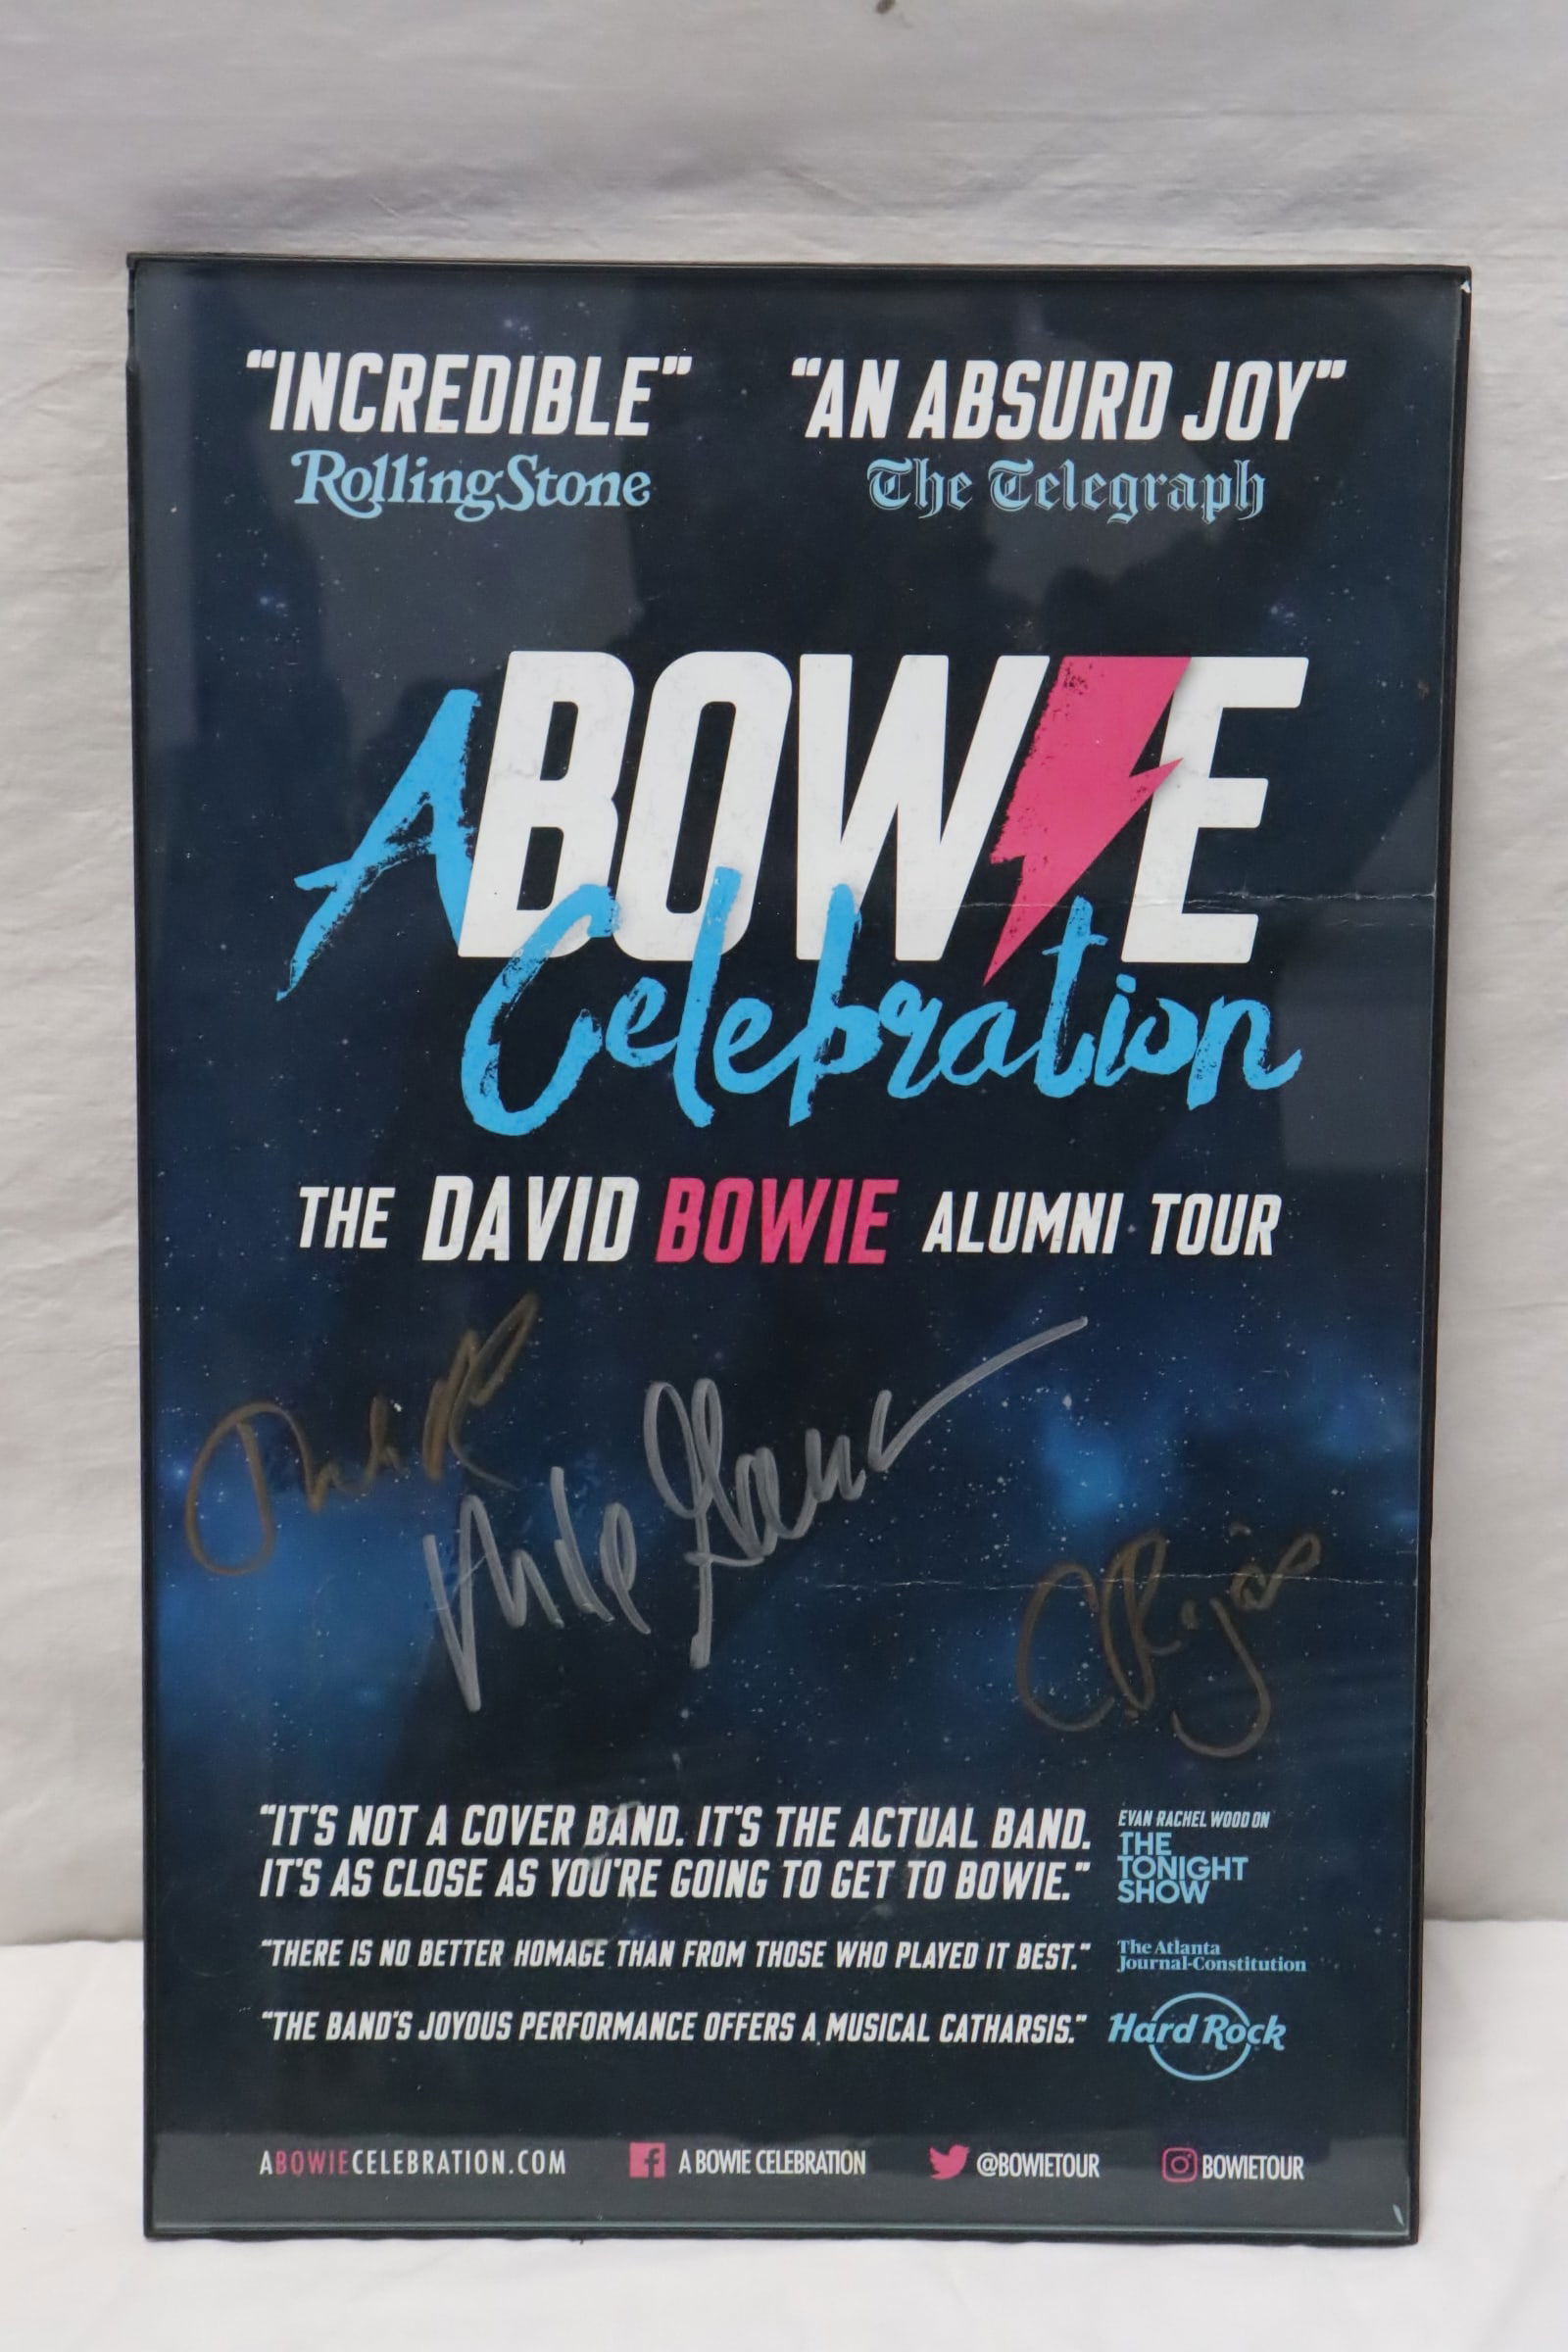 “INCREDIBLE”
RollingStone
“AN ABSURD JOY”
The Telegraph
A BOWIE
Celebration
THE DAVID BOWIE ALUMNI TOUR
Mike Garson
“IT'S NOT A COVER BAND. IT'S THE ACTUAL BAND.
IT'S AS CLOSE AS YOU'RE GOING TO GET TO BOWIE.”
EVAN RACHEL WOOD ON
THE
TONIGHT
SHOW
“THERE IS NO BETTER HOMAGE THAN FROM THOSE WHO PLAYED IT BEST.”
The Atlanta
Journal-Constitution
“THE BAND'S JOYOUS PERFORMANCE OFFERS A MUSICAL CATHARSIS.”
Hard Rock
ABOWIECELEBRATION.COM
f A BOWIE CELEBRATION
@BOWIETOUR
BOWIETOUR